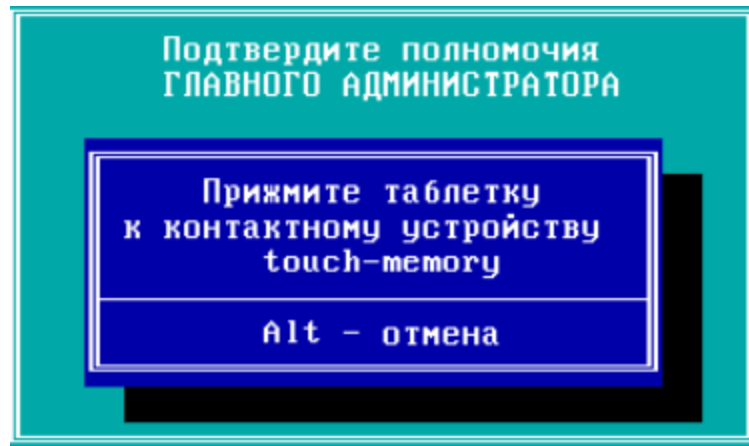 Подтвердите полномочия
ГЛАВНОГО АДМИНИСТРАТОРА
Прижмите таблетку
к контактному устройству
touch-memory
Alt - отмена